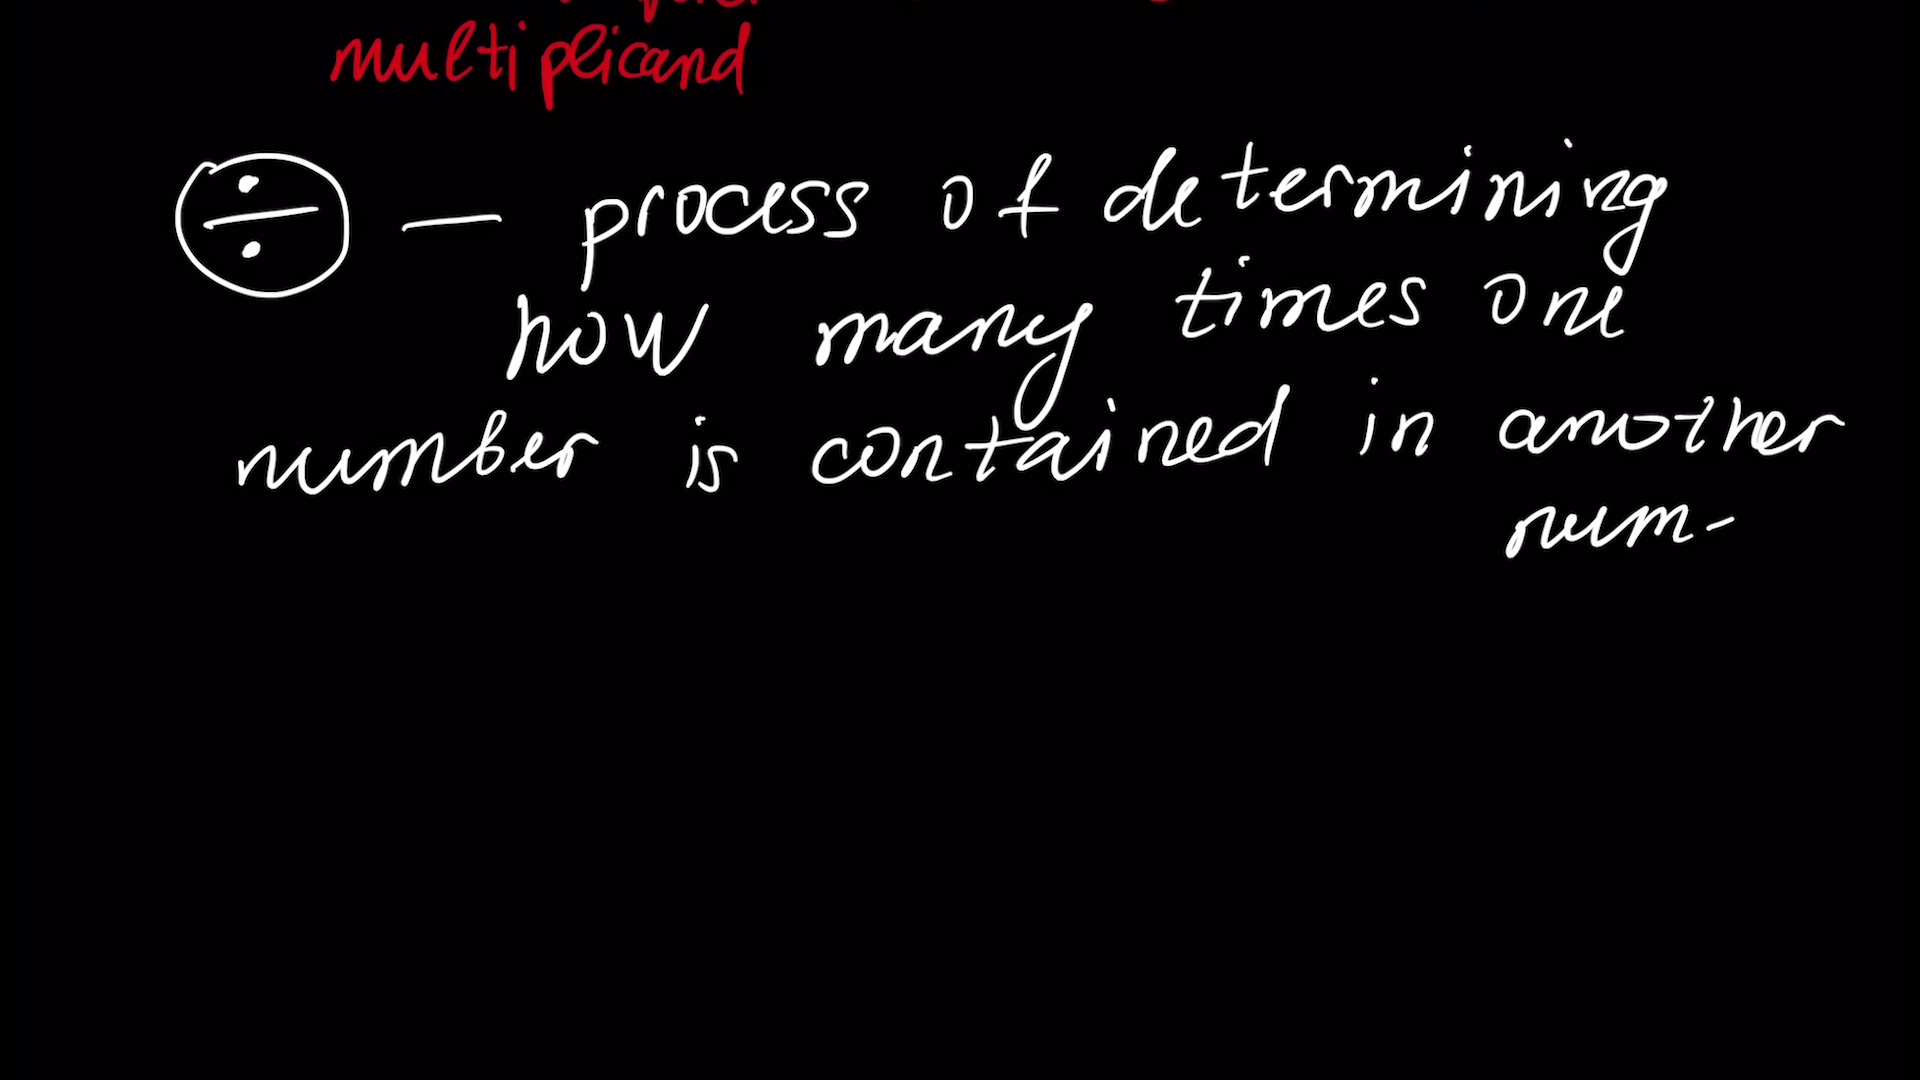 multiplicand
÷ — process of determining
how many times one
number is contained in another
num-